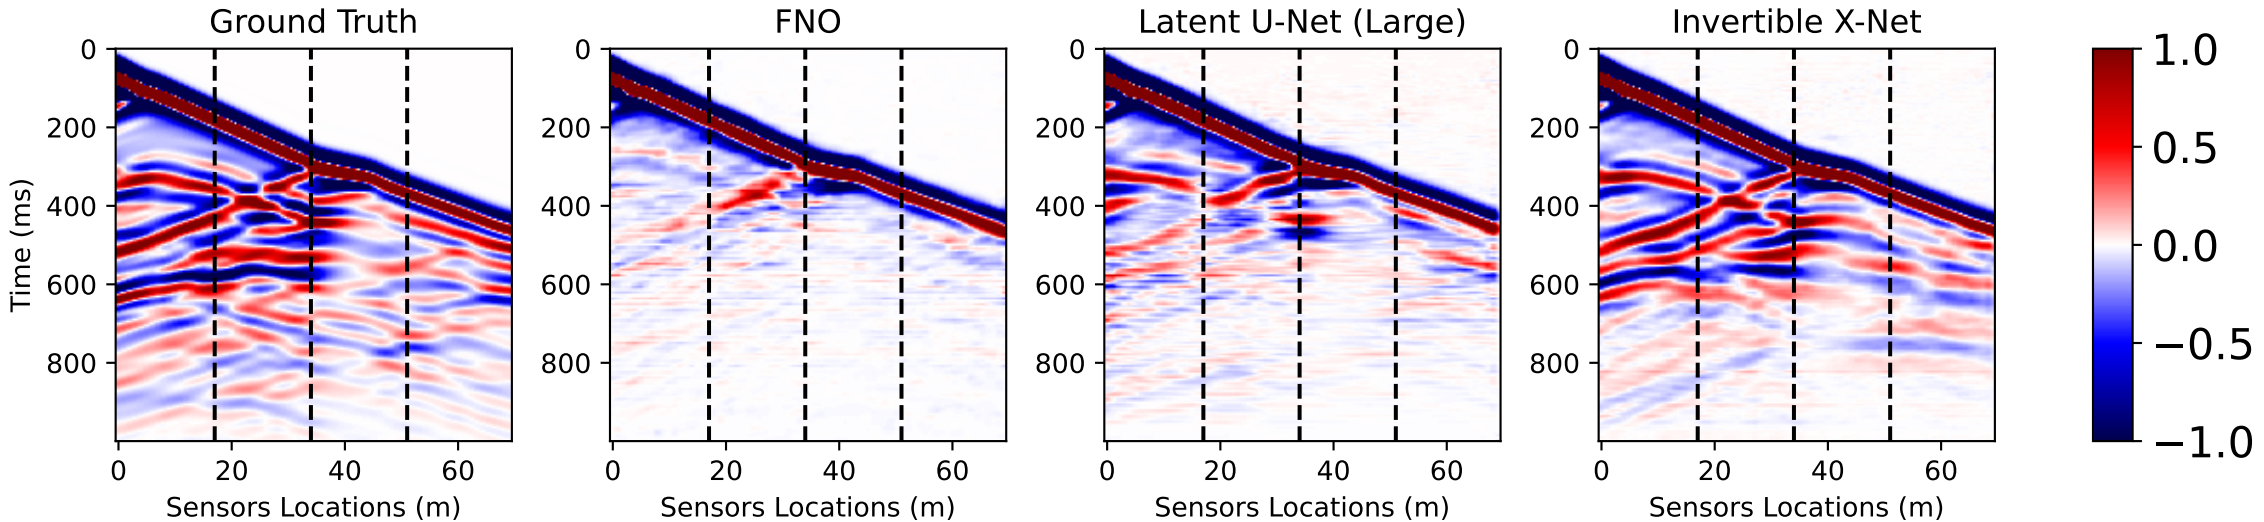 Ground Truth
FNO
Latent U-Net (Large)
Invertible X-Net
Time (ms)
0
200
400
600
800
0 20 40 60
Sensors Locations (m)
0
200
400
600
800
0 20 40 60
Sensors Locations (m)
0
200
400
600
800
0 20 40 60
Sensors Locations (m)
0
200
400
600
800
0 20 40 60
Sensors Locations (m)
1.0
0.5
0.0
−0.5
−1.0